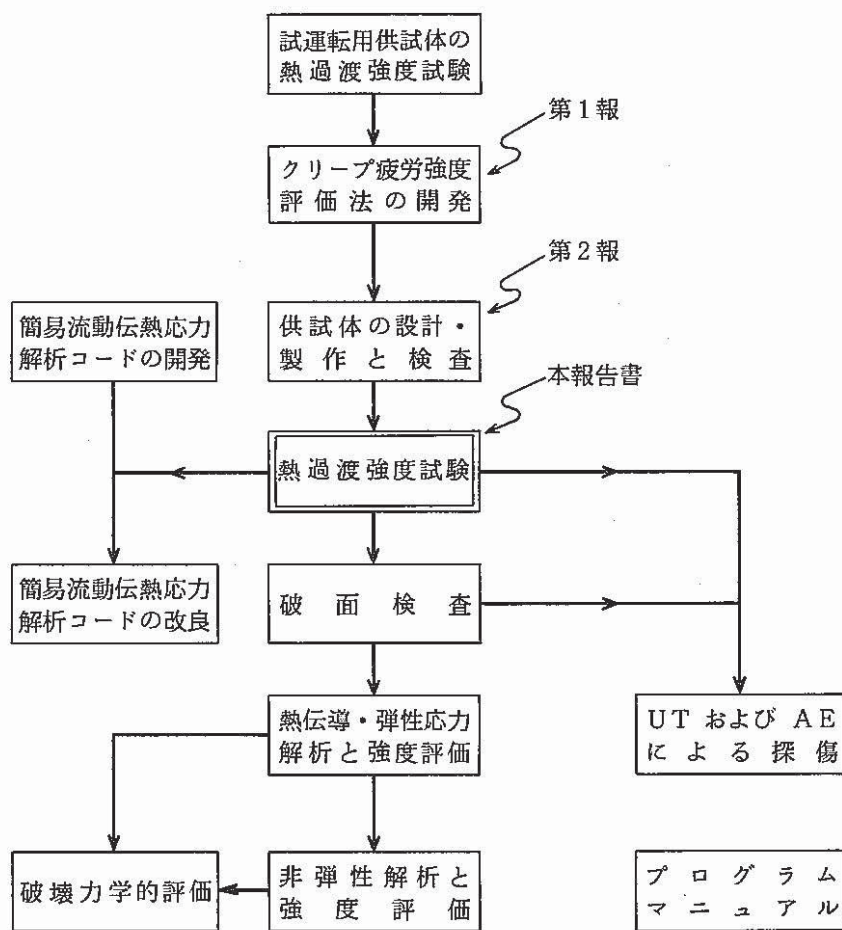 試運転用供試体の
熱過渡強度試験
第1報
クリープ疲労強度
評価法の開発
第2報
簡易流動伝熱応力
解析コードの開発
供試体の設計・
製作と検査
本報告書
熱過渡強度試験
簡易流動伝熱応力
解析コードの改良
破面検査
熱伝導・弾性応力
解析と強度評価
UTおよびAE
による探傷
破壊力学的評価
非弾性解析と
強度評価
プログラム
マニュアル